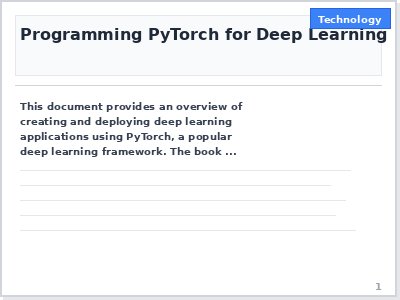 Technology
Programming PyTorch for Deep Learning
This document provides an overview of
creating and deploying deep learning
applications using PyTorch, a popular
deep learning framework. The book ...
1